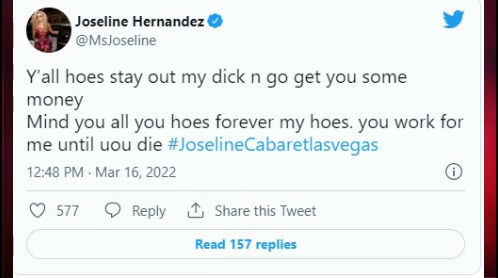 Joseline Hernandez
@MsJoseline
Y'all hoes stay out my dick n go get you some
money
Mind you all you hoes forever my hoes. you work for
me until uou die #JoselineCabaretlasvegas
12:48 PM · Mar 16, 2022
577 Reply Share this Tweet
Read 157 replies